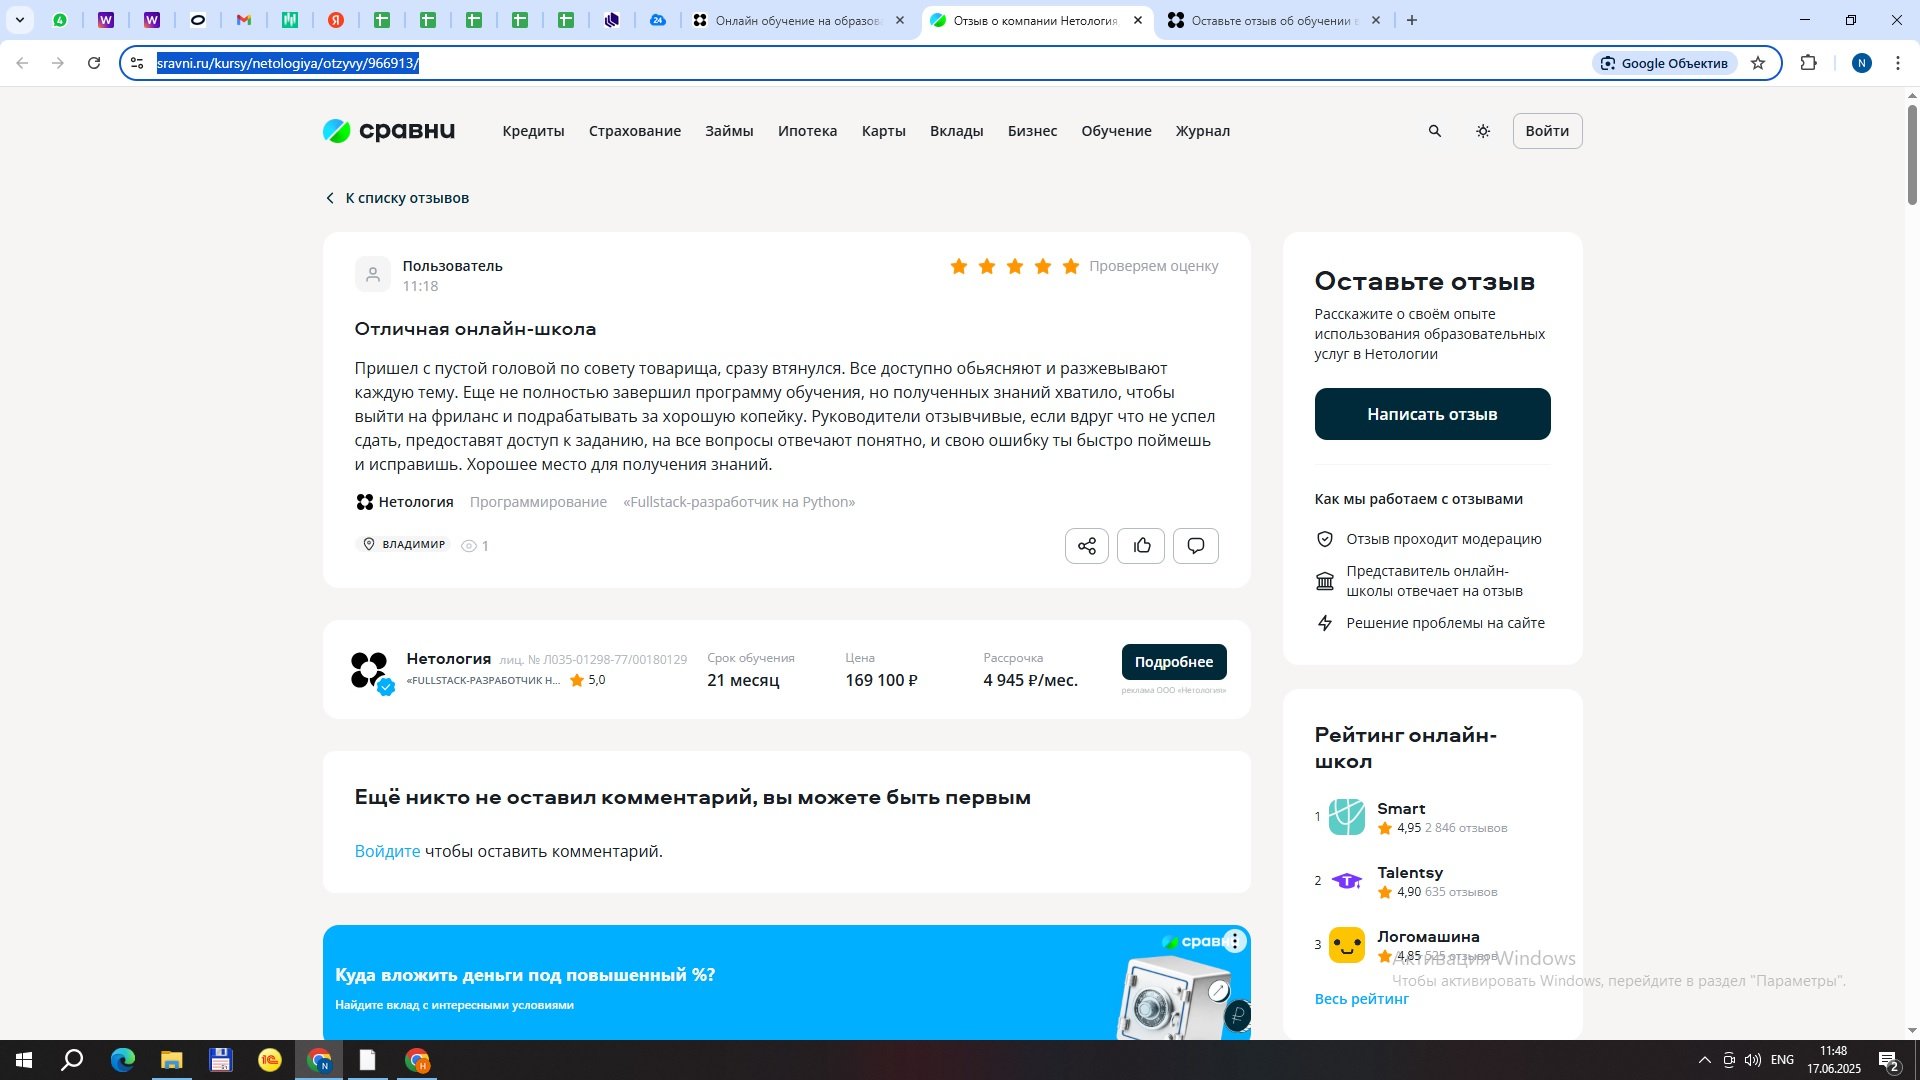 Онлайн обучение на образова
Отзыв о компании Нетология
Оставьте отзыв об обучении в
sravni.ru/kursy/netologiya/otzyvy/966913/
Google Объектив
N
сравни
Кредиты
Страхование
Займы
Ипотека
Карты
Вклады
Бизнес
Обучение
Журнал
Войти
К списку отзывов
Пользователь
11:18
Проверяем оценку
Отличная онлайн-школа
Пришел с пустой головой по совету товарища, сразу втянулся. Все доступно обьясняют и разжевывают
каждую тему. Еще не полностью завершил программу обучения, но полученных знаний хватило, чтобы
выйти на фриланс и подрабатывать за хорошую копейку. Руководители отзывчивые, если вдруг что не успел
сдать, предоставят доступ к заданию, на все вопросы отвечают понятно, и свою ошибку ты быстро поймешь
и исправишь. Хорошее место для получения знаний.
Нетология Программирование «Fullstack-разработчик на Python»
ВЛАДИМИР 1
Нетология лиц. № Л035-01298-77/00180129
«FULLSTACK-РАЗРАБОТЧИК Н... 5,0
Срок обучения
21 месяц
Цена
169 100 ₽
Рассрочка
4 945 ₽/мес.
Подробнее
реклама ООО «Нетология»
Ещё никто не оставил комментарий, вы можете быть первым
Войдите чтобы оставить комментарий.
сравни
Куда вложить деньги под повышенный %?
Найдите вклад с интересными условиями
Оставьте отзыв
Расскажите о своём опыте
использования образовательных
услуг в Нетологии
Написать отзыв
Как мы работаем с отзывами
Отзыв проходит модерацию
Представитель онлайн-
школы отвечает на отзыв
Решение проблемы на сайте
Рейтинг онлайн-
школ
1 Smart
4,95 2 846 отзывов
2 Talentsy
4,90 635 отзывов
3 Логомашина
4,85 525 отзывов
Весь рейтинг
Активация Windows
Чтобы активировать Windows, перейдите в раздел "Параметры".
ENG
11:48
17.06.2025
2